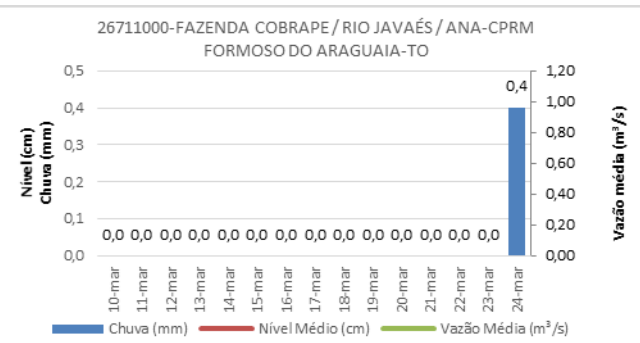 26711000-FAZENDA COBRAPE / RIO JAVAÉS / ANA-CPRM
FORMOSO DO ARAGUAIA-TO
Nível (cm)
Chuva (mm)
0,5
0,4
0,3
0,2
0,1
0,0
0,0 0,0 0,0 0,0 0,0 0,0 0,0 0,0 0,0 0,0 0,0 0,0 0,0 0,0
0,4
1,20
1,00
0,80
0,60
0,40
0,20
0,00
Vazão média (m³/s)
10-mar
11-mar
12-mar
13-mar
14-mar
15-mar
16-mar
17-mar
18-mar
19-mar
20-mar
21-mar
22-mar
23-mar
24-mar
Chuva (mm) Nível Médio (cm) Vazão Média (m³/s)